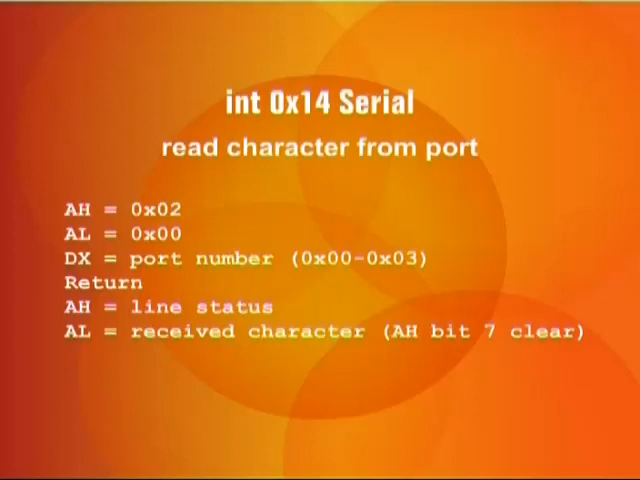 int 0x14 Serial
read character from port
AH = 0x02
AL = 0x00
DX = port number (0x00-0x03)
Return
AH = line status
AL = received character (AH bit 7 clear)